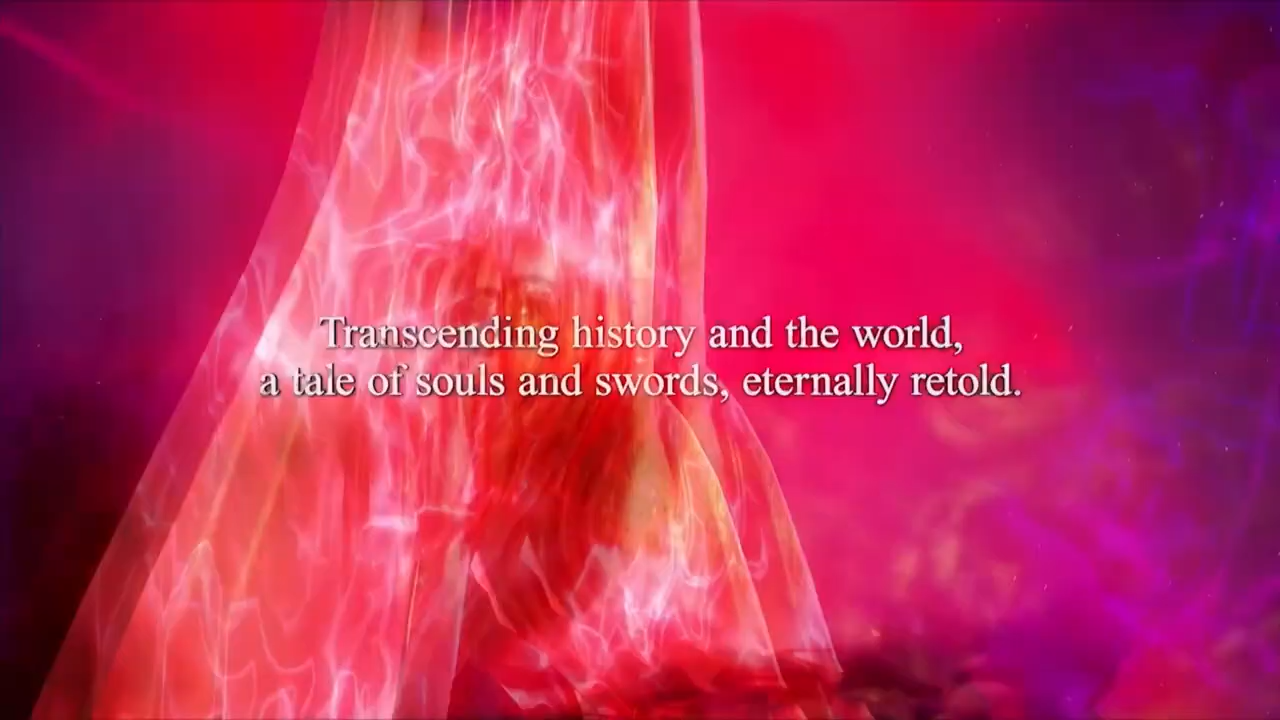 Transcending history and the world,
a tale of souls and swords, eternally retold.